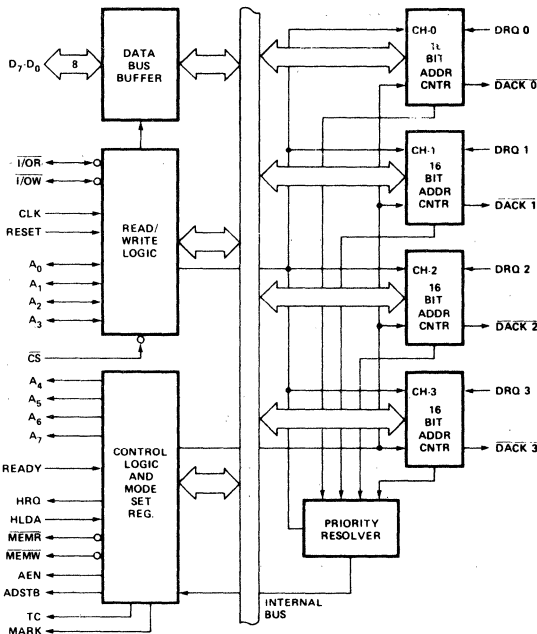 D7-D0
8
DATA
BUS
BUFFER
I/OR
I/OW
CLK
RESET
A0
A1
A2
A3
READ/
WRITE
LOGIC
CS
A4
A5
A6
A7
READY
HRQ
HLDA
MEMR
MEMW
AEN
ADSTB
TC
MARK
CONTROL
LOGIC
AND
MODE
SET
REG.
INTERNAL
BUS
CH-0
16
BIT
ADDR
CNTR
DRQ 0
DACK 0
CH-1
16
BIT
ADDR
CNTR
DRQ 1
DACK 1
CH-2
16
BIT
ADDR
CNTR
DRQ 2
DACK 2
CH-3
16
BIT
ADDR
CNTR
DRQ 3
DACK 3
PRIORITY
RESOLVER